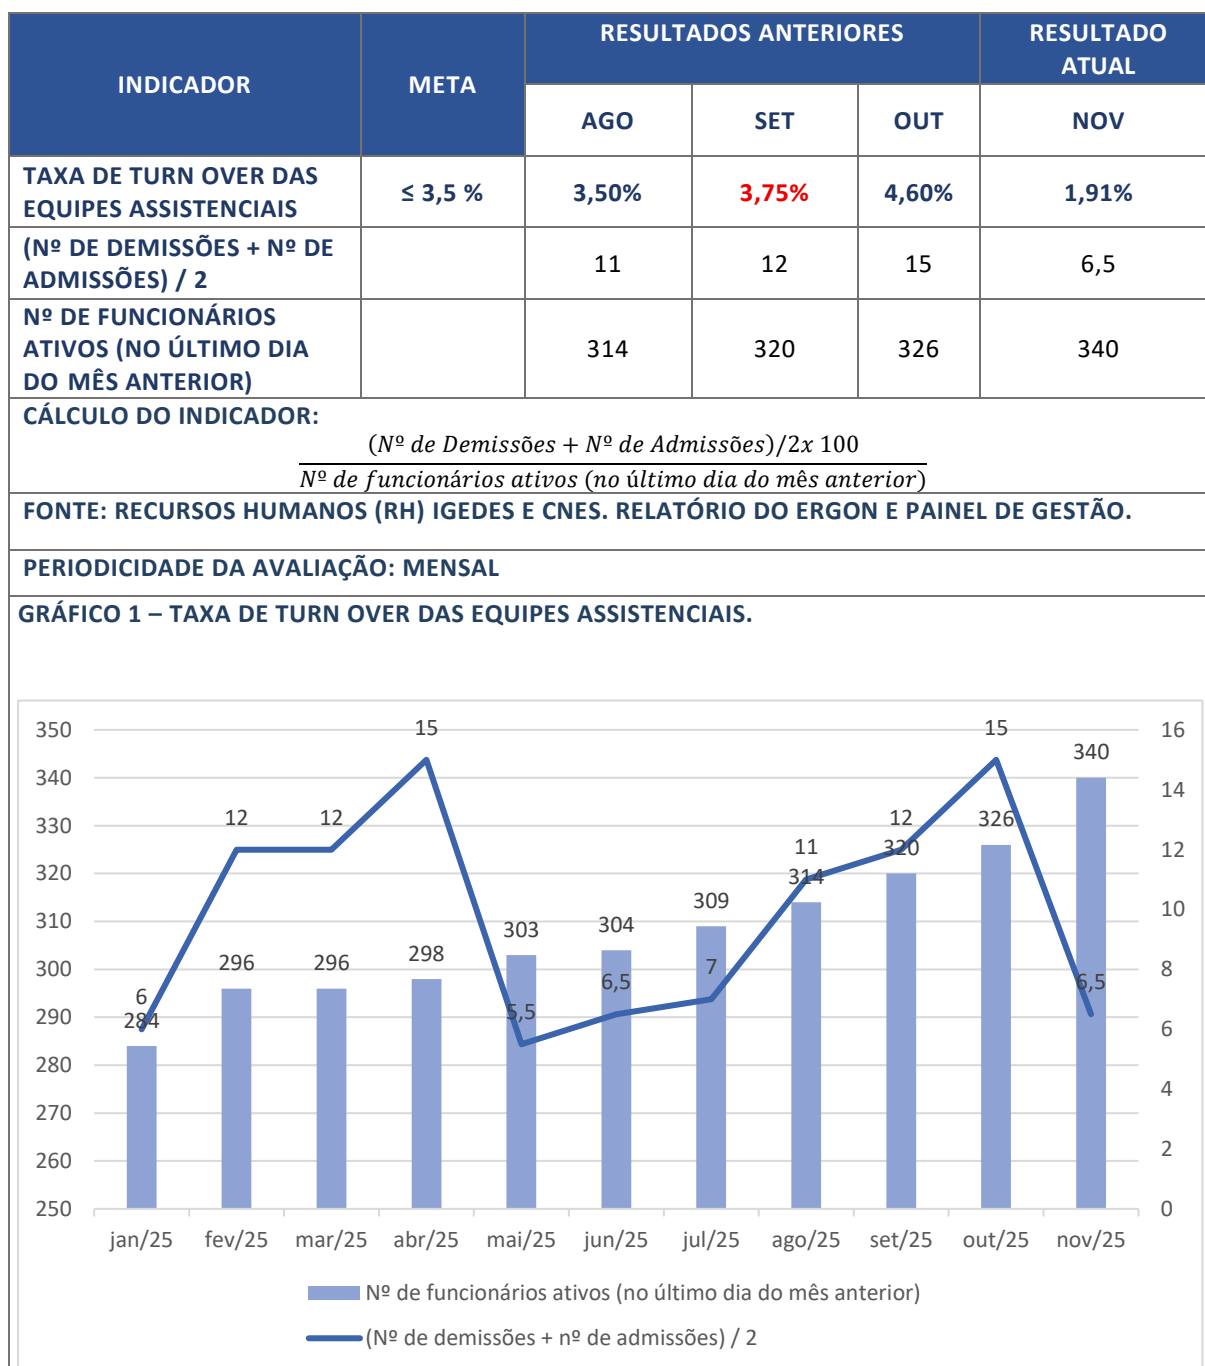 INDICADOR
META
RESULTADOS ANTERIORES
RESULTADO
ATUAL
AGO
SET
OUT
NOV
TAXA DE TURN OVER DAS
EQUIPES ASSISTENCIAIS
≤ 3,5 %
3,50%
3,75%
4,60%
1,91%
(Nº DE DEMISSÕES + Nº DE
ADMISSÕES) / 2
11
12
15
6,5
Nº DE FUNCIONÁRIOS
ATIVOS (NO ÚLTIMO DIA
DO MÊS ANTERIOR)
314
320
326
340
CÁLCULO DO INDICADOR:
(Nº de Demissões + Nº de Admissões)/2x 100
Nº de funcionários ativos (no último dia do mês anterior)
FONTE: RECURSOS HUMANOS (RH) IGEDES E CNES. RELATÓRIO DO ERGON E PAINEL DE GESTÃO.
PERIODICIDADE DA AVALIAÇÃO: MENSAL
GRÁFICO 1 – TAXA DE TURN OVER DAS EQUIPES ASSISTENCIAIS.
350
340
330
320
310
300
290
280
270
260
250
6
12
12
15
5,5
6,5
7
11
12
15
6,5
284
296
296
298
303
304
309
314
320
326
340
16
14
12
10
8
6
4
2
0
jan/25 fev/25 mar/25 abr/25 mai/25 jun/25 jul/25 ago/25 set/25 out/25 nov/25
Nº de funcionários ativos (no último dia do mês anterior)
(Nº de demissões + nº de admissões) / 2